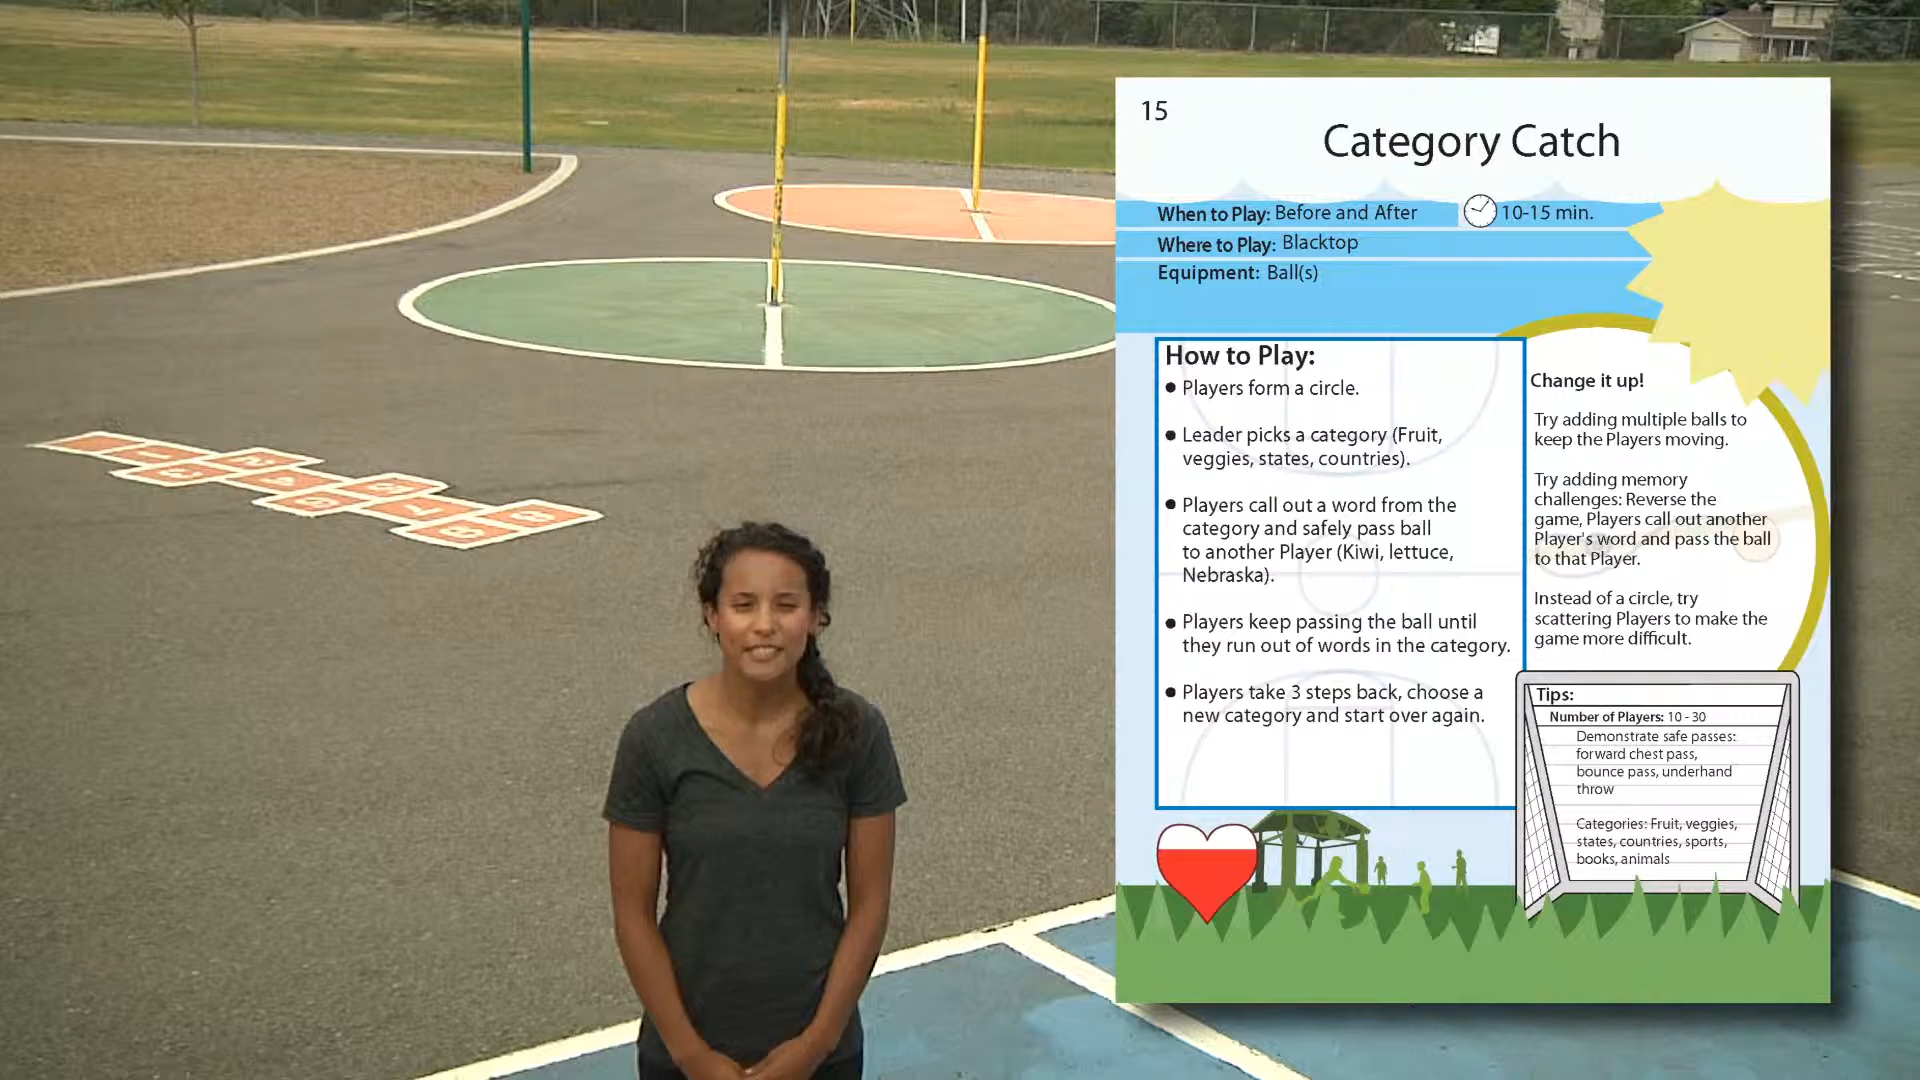 15
Category Catch
When to Play: Before and After
10-15 min.
Where to Play: Blacktop
Equipment: Ball(s)
How to Play:
● Players form a circle.
● Leader picks a category (Fruit,
veggies, states, countries).
● Players call out a word from the
category and safely pass ball
to another Player (Kiwi, lettuce,
Nebraska).
● Players keep passing the ball until
they run out of words in the category.
● Players take 3 steps back, choose a
new category and start over again.
Change it up!
Try adding multiple balls to
keep the Players moving.
Try adding memory
challenges: Reverse the
game, Players call out another
Player's word and pass the ball
to that Player.
Instead of a circle, try
scattering Players to make the
game more difficult.
Tips:
Number of Players: 10 - 30
Demonstrate safe passes:
forward chest pass,
bounce pass, underhand
throw
Categories: Fruit, veggies,
states, countries, sports,
books, animals